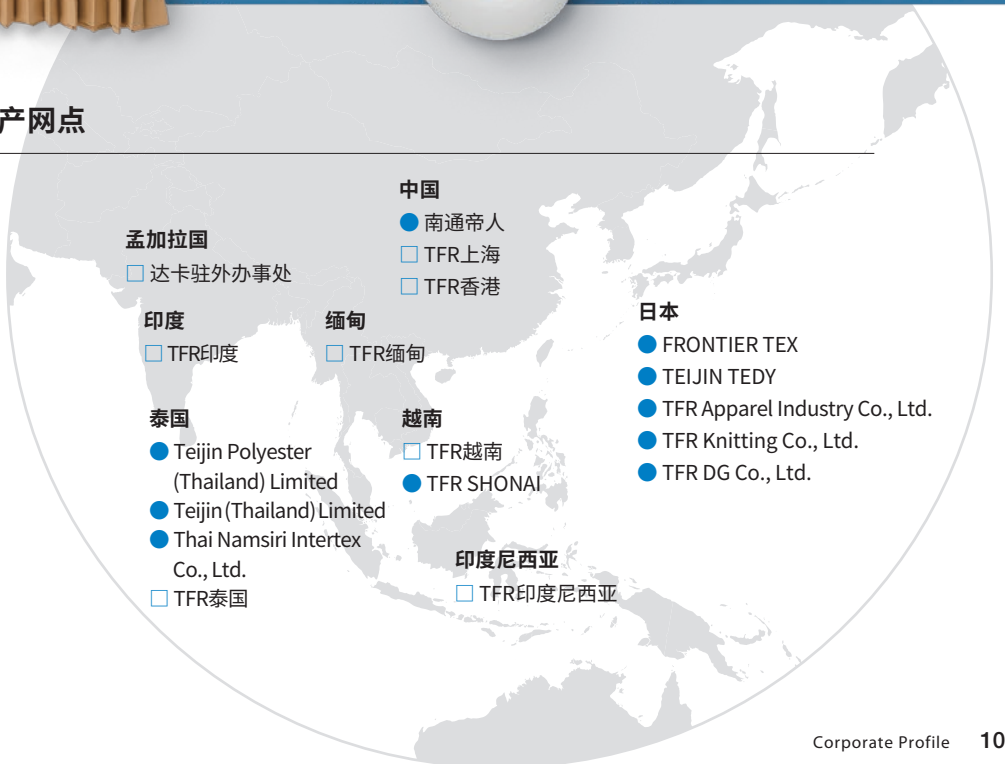 产网点
中国
● 南通帝人
□ TFR上海
□ TFR香港
孟加拉国
□ 达卡驻外办事处
印度
□ TFR印度
缅甸
□ TFR缅甸
日本
● FRONTIER TEX
● TEIJIN TEDY
● TFR Apparel Industry Co., Ltd.
● TFR Knitting Co., Ltd.
● TFR DG Co., Ltd.
泰国
● Teijin Polyester
(Thailand) Limited
● Teijin (Thailand) Limited
● Thai Namsiri Intertex
Co., Ltd.
□ TFR泰国
越南
□ TFR越南
● TFR SHONAI
印度尼西亚
□ TFR印度尼西亚
Corporate Profile 10